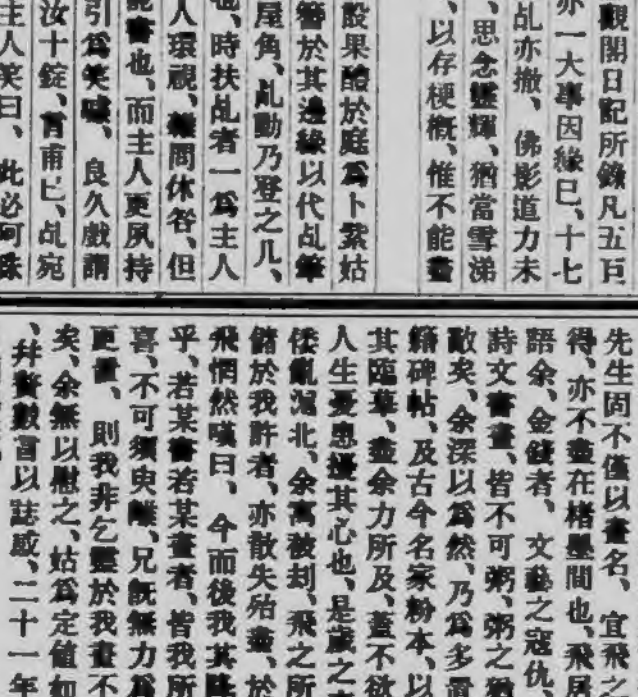 觀閣日記所錄凡五百
亦一大事因緣已、十七
乩亦撤、佛影道力未
、思念靈輝、猶當雪涕
、以存梗概、惟不能盡
設果醴於庭爲卜紫姑
簪於其邊緣以代乩筆
屋角、乩動乃登之几、
也、時扶乩者一爲主人
人環視、雜問休咎、但
能書也、而主人更夙持
引爲笑噱、良久戲謂
汝十錠、肯甫已、乩宛
主人笑曰、此必阿
先生固不僅以畫名、宜飛之
得、亦不盡在楮墨間也、飛
語余、金錢者、文藝之寇仇
詩文書畫、皆不可粥、粥之
敵矣、余深以爲然、乃爲多
籍碑帖、及古今名家粉本、以
其臨摹、盡余力所及、蓋不欲
人生憂患擾其心也、是歲之
倭亂滬北、余寓被刦、飛之所
儲於我許者、亦散失殆盡、於
飛惘然嘆曰、今而後我其
乎、若某書若某畫者、皆我所
喜、不可須臾離、兄既無力爲
更置、則我非乞靈於我畫不
矣、余無以慰之、姑爲定值如
、幷贅數言以誌感、二十一年